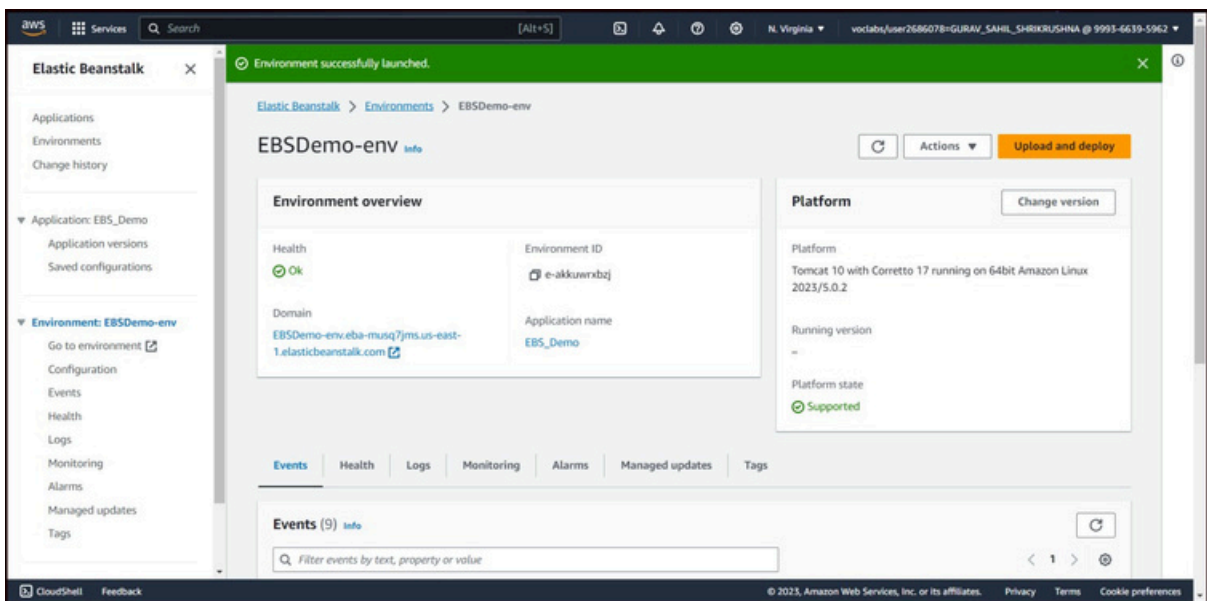 aws
Services
Search
[Alt+S]
N. Virginia
voclabs/user2686078=GURAV_SAHIL_SHRIKRUSHNA @ 9993-6639-5962
Elastic Beanstalk
Applications
Environments
Change history
Application: EBS_Demo
Application versions
Saved configurations
Environment: EBSDemo-env
Go to environment
Configuration
Events
Health
Logs
Monitoring
Alarms
Managed updates
Tags
Environment successfully launched.
Elastic Beanstalk > Environments > EBSDemo-env
EBSDemo-env Info
Actions
Upload and deploy
Environment overview
Health
Ok
Environment ID
e-akkuwrxbzj
Domain
EBSDemo-env.eba-musq7jms.us-east-
1.elasticbeanstalk.com
Application name
EBS_Demo
Platform
Change version
Platform
Tomcat 10 with Corretto 17 running on 64bit Amazon Linux
2023/5.0.2
Running version
–
Platform state
Supported
Events
Health
Logs
Monitoring
Alarms
Managed updates
Tags
Events (9) Info
Filter events by text, property or value
< 1 >
CloudShell
Feedback
© 2023, Amazon Web Services, Inc. or its affiliates.
Privacy
Terms
Cookie preferences